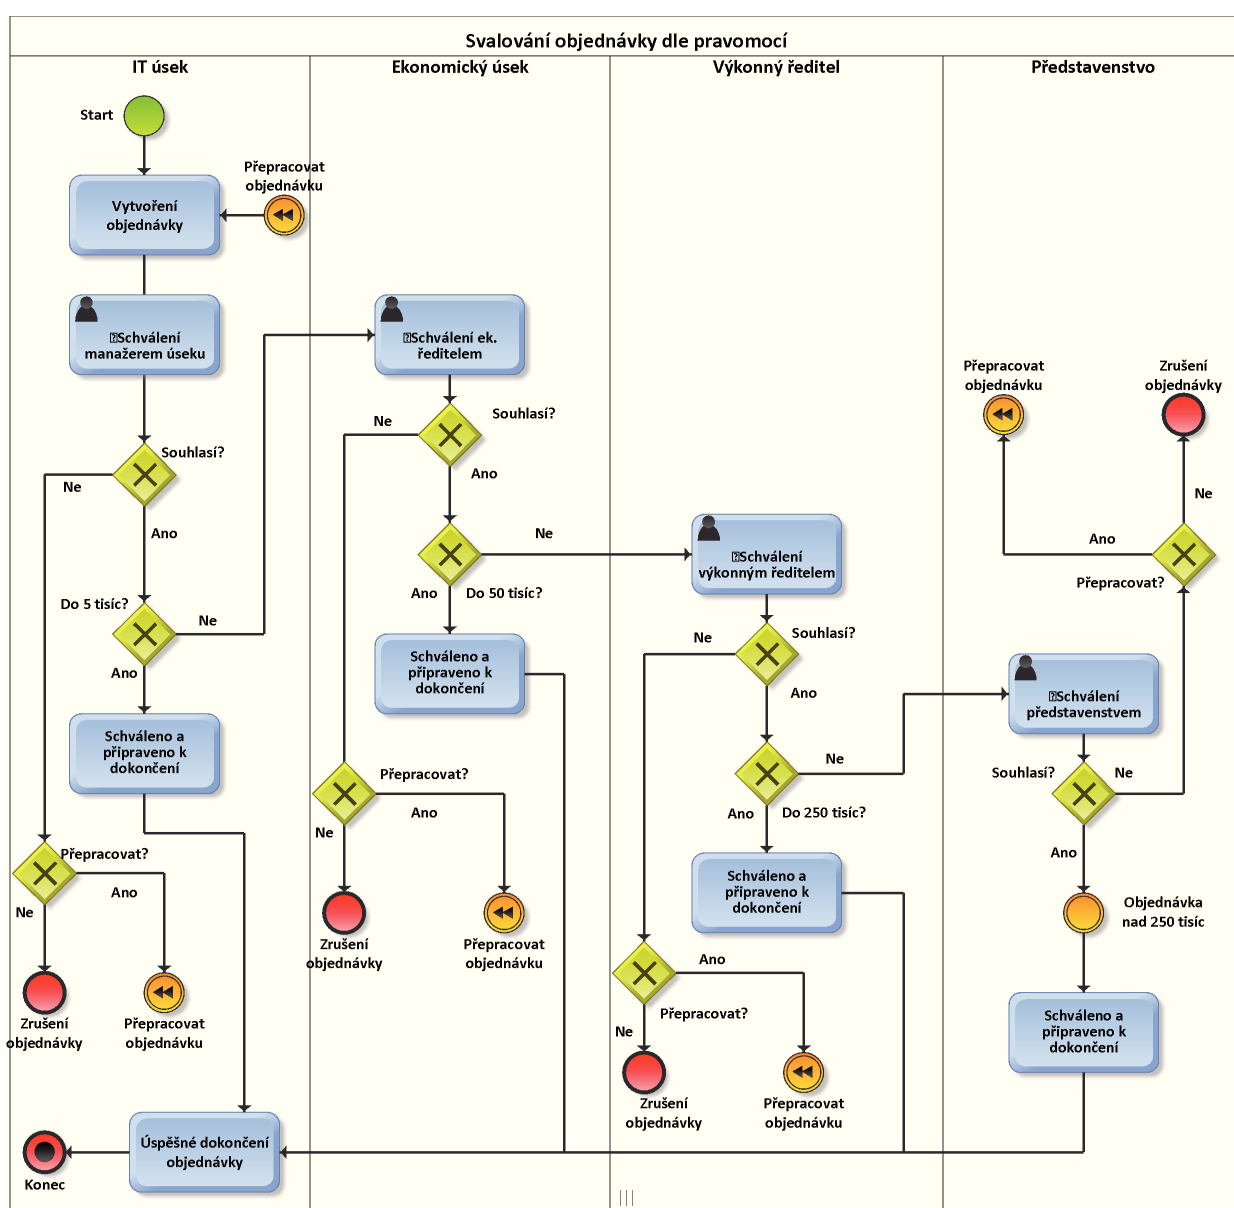 Svalování objednávky dle pravomocí
IT úsek
Ekonomický úsek
Výkonný ředitel
Představenstvo
Start
Přepracovat
objednávku
Vytvoření
objednávky
Schválení
manažerem úseku
Souhlasí?
Ne
Ano
Do 5 tisíc?
Ne
Ano
Schváleno a
připraveno k
dokončení
Přepracovat?
Ano
Ne
Zrušení
objednávky
Přepracovat
objednávku
Úspěšné dokončení
objednávky
Konec
Schválení ek.
ředitelem
Souhlasí?
Ne
Ano
Do 50 tisíc?
Ne
Ano
Schváleno a
připraveno k
dokončení
Přepracovat?
Ano
Ne
Zrušení
objednávky
Přepracovat
objednávku
Schválení
výkonným ředitelem
Souhlasí?
Ne
Ano
Ne
Do 250 tisíc?
Ano
Schváleno a
připraveno k
dokončení
Ano
Přepracovat?
Ne
Zrušení
objednávky
Přepracovat
objednávku
Přepracovat
objednávku
Zrušení
objednávky
Ne
Ano
Přepracovat?
Schválení
představenstvem
Souhlasí?
Ne
Ano
Objednávka
nad 250 tisíc
Schváleno a
připraveno k
dokončení